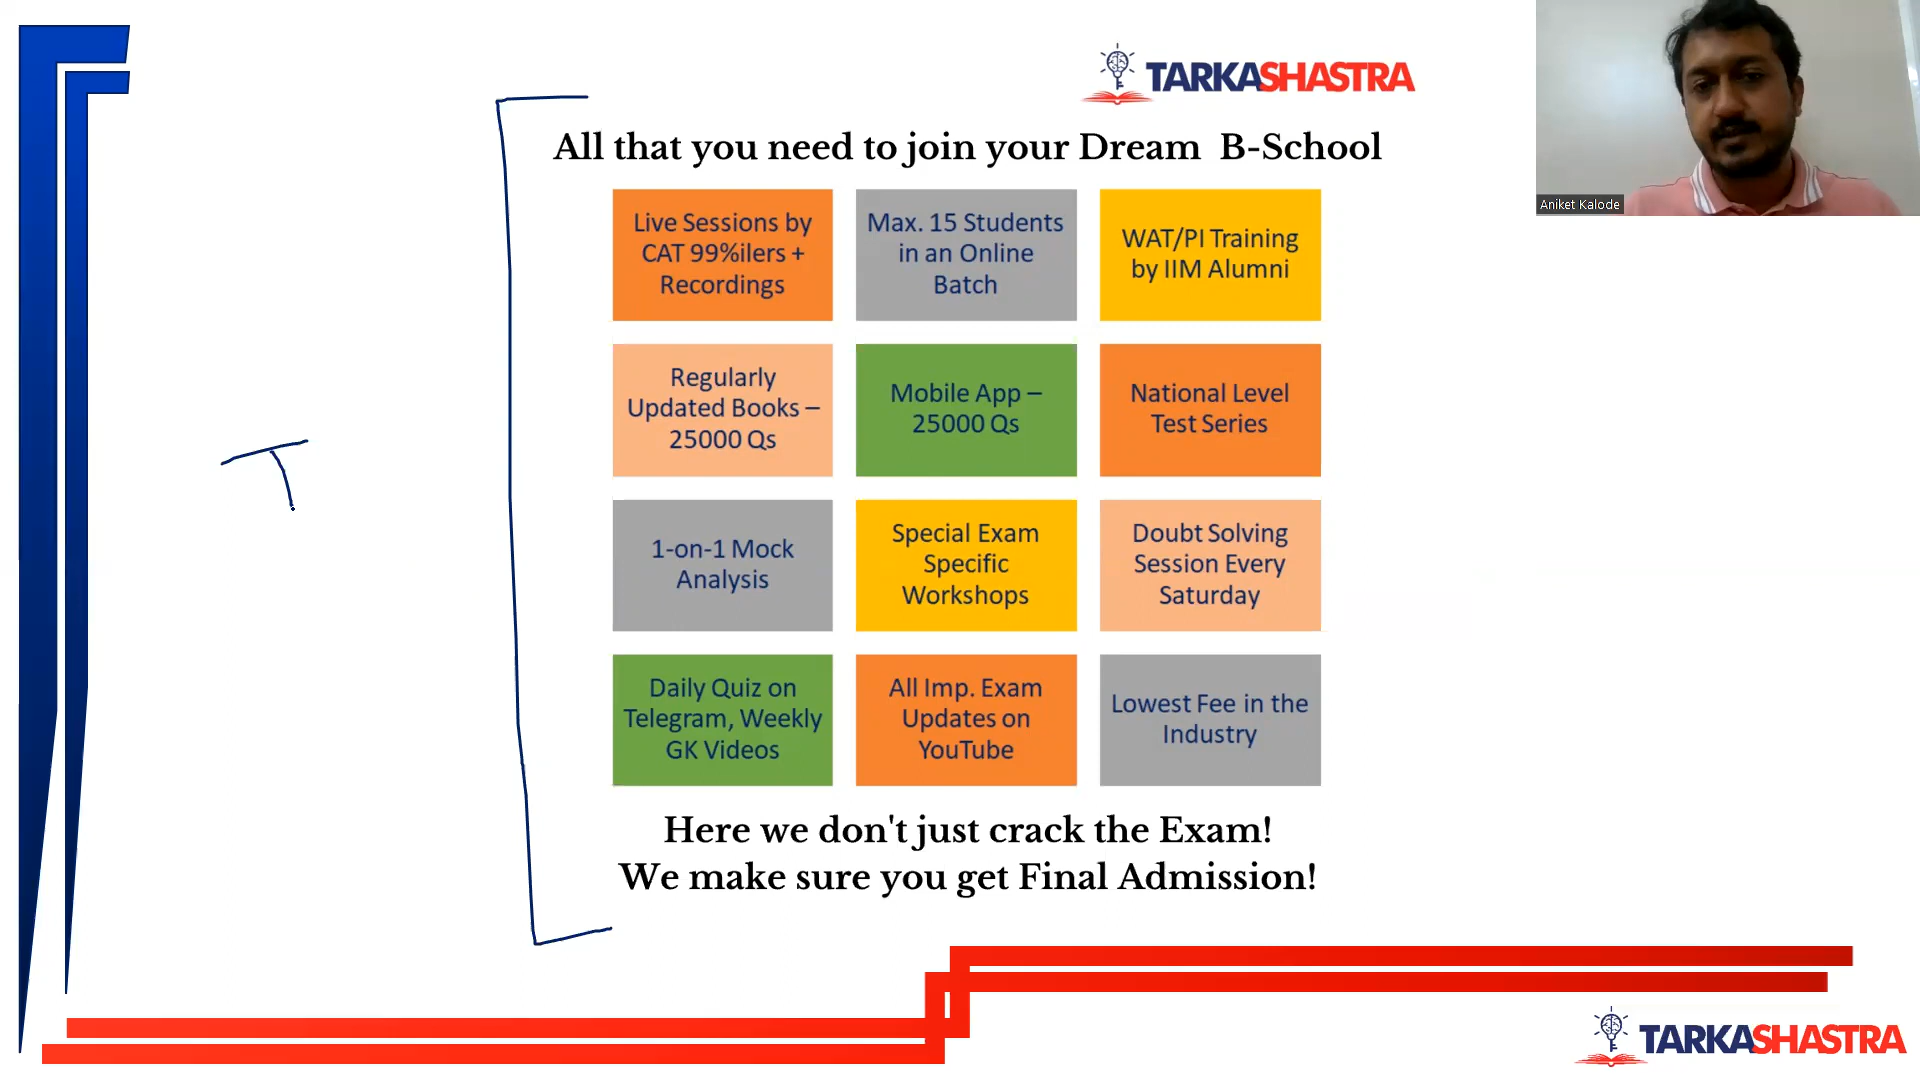 TARKASHASTRA
All that you need to join your Dream B-School
Live Sessions by
CAT 99%ilers +
Recordings
Max. 15 Students
in an Online
Batch
WAT/PI Training
by IIM Alumni
Regularly
Updated Books –
25000 Qs
Mobile App –
25000 Qs
National Level
Test Series
1-on-1 Mock
Analysis
Special Exam
Specific
Workshops
Doubt Solving
Session Every
Saturday
Daily Quiz on
Telegram, Weekly
GK Videos
All Imp. Exam
Updates on
YouTube
Lowest Fee in the
Industry
Here we don't just crack the Exam!
We make sure you get Final Admission!
T
Aniket Kalode
TARKASHASTRA